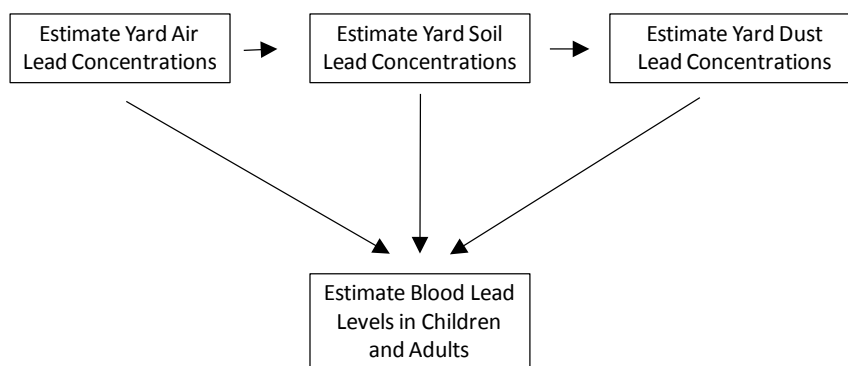 Estimate Yard Air
Lead Concentrations
Estimate Yard Soil
Lead Concentrations
Estimate Yard Dust
Lead Concentrations
Estimate Blood Lead
Levels in Children
and Adults